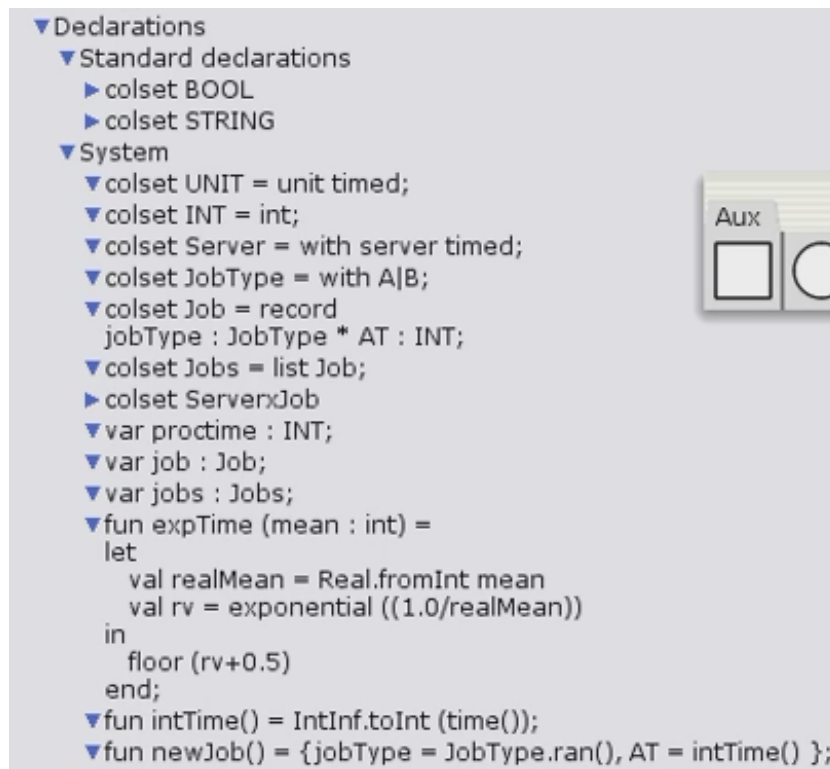 Declarations
Standard declarations
colset BOOL
colset STRING
System
colset UNIT = unit timed;
colset INT = int;
colset Server = with server timed;
colset JobType = with A|B;
colset Job = record
jobType : JobType * AT : INT;
colset Jobs = list Job;
colset ServerxJob
var proctime : INT;
var job : Job;
var jobs : Jobs;
fun expTime (mean : int) =
let
val realMean = Real.fromInt mean
val rv = exponential ((1.0/realMean))
in
floor (rv+0.5)
end;
fun intTime() = IntInf.toInt (time());
fun newJob() = {jobType = JobType.ran(), AT = intTime() };
Aux